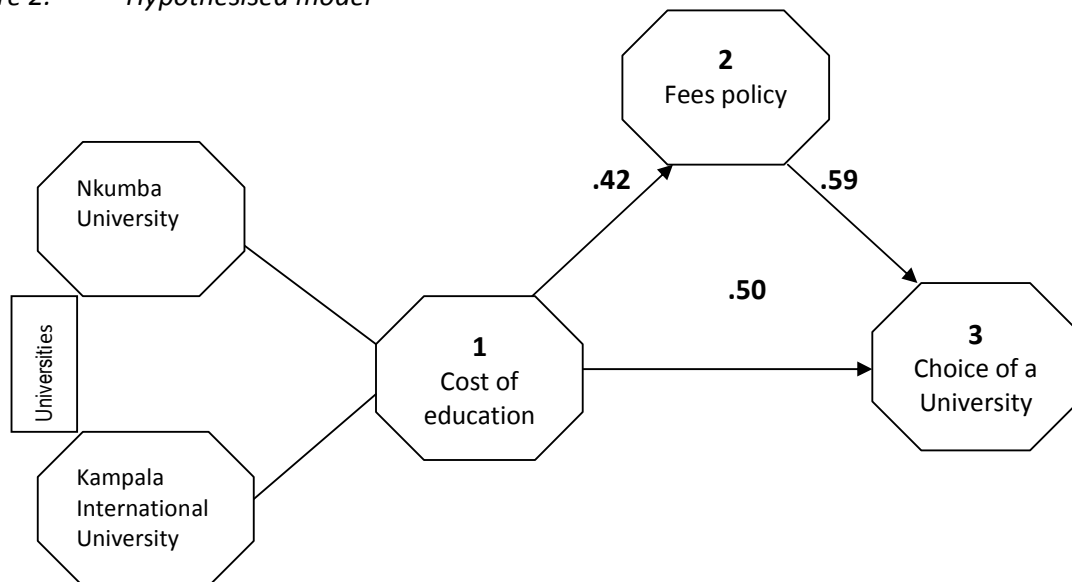 re 2: Hypothesised model
2
Fees policy
.42
.59
Nkumba
University
.50
Universities
1
Cost of
education
3
Choice of a
University
Kampala
International
University